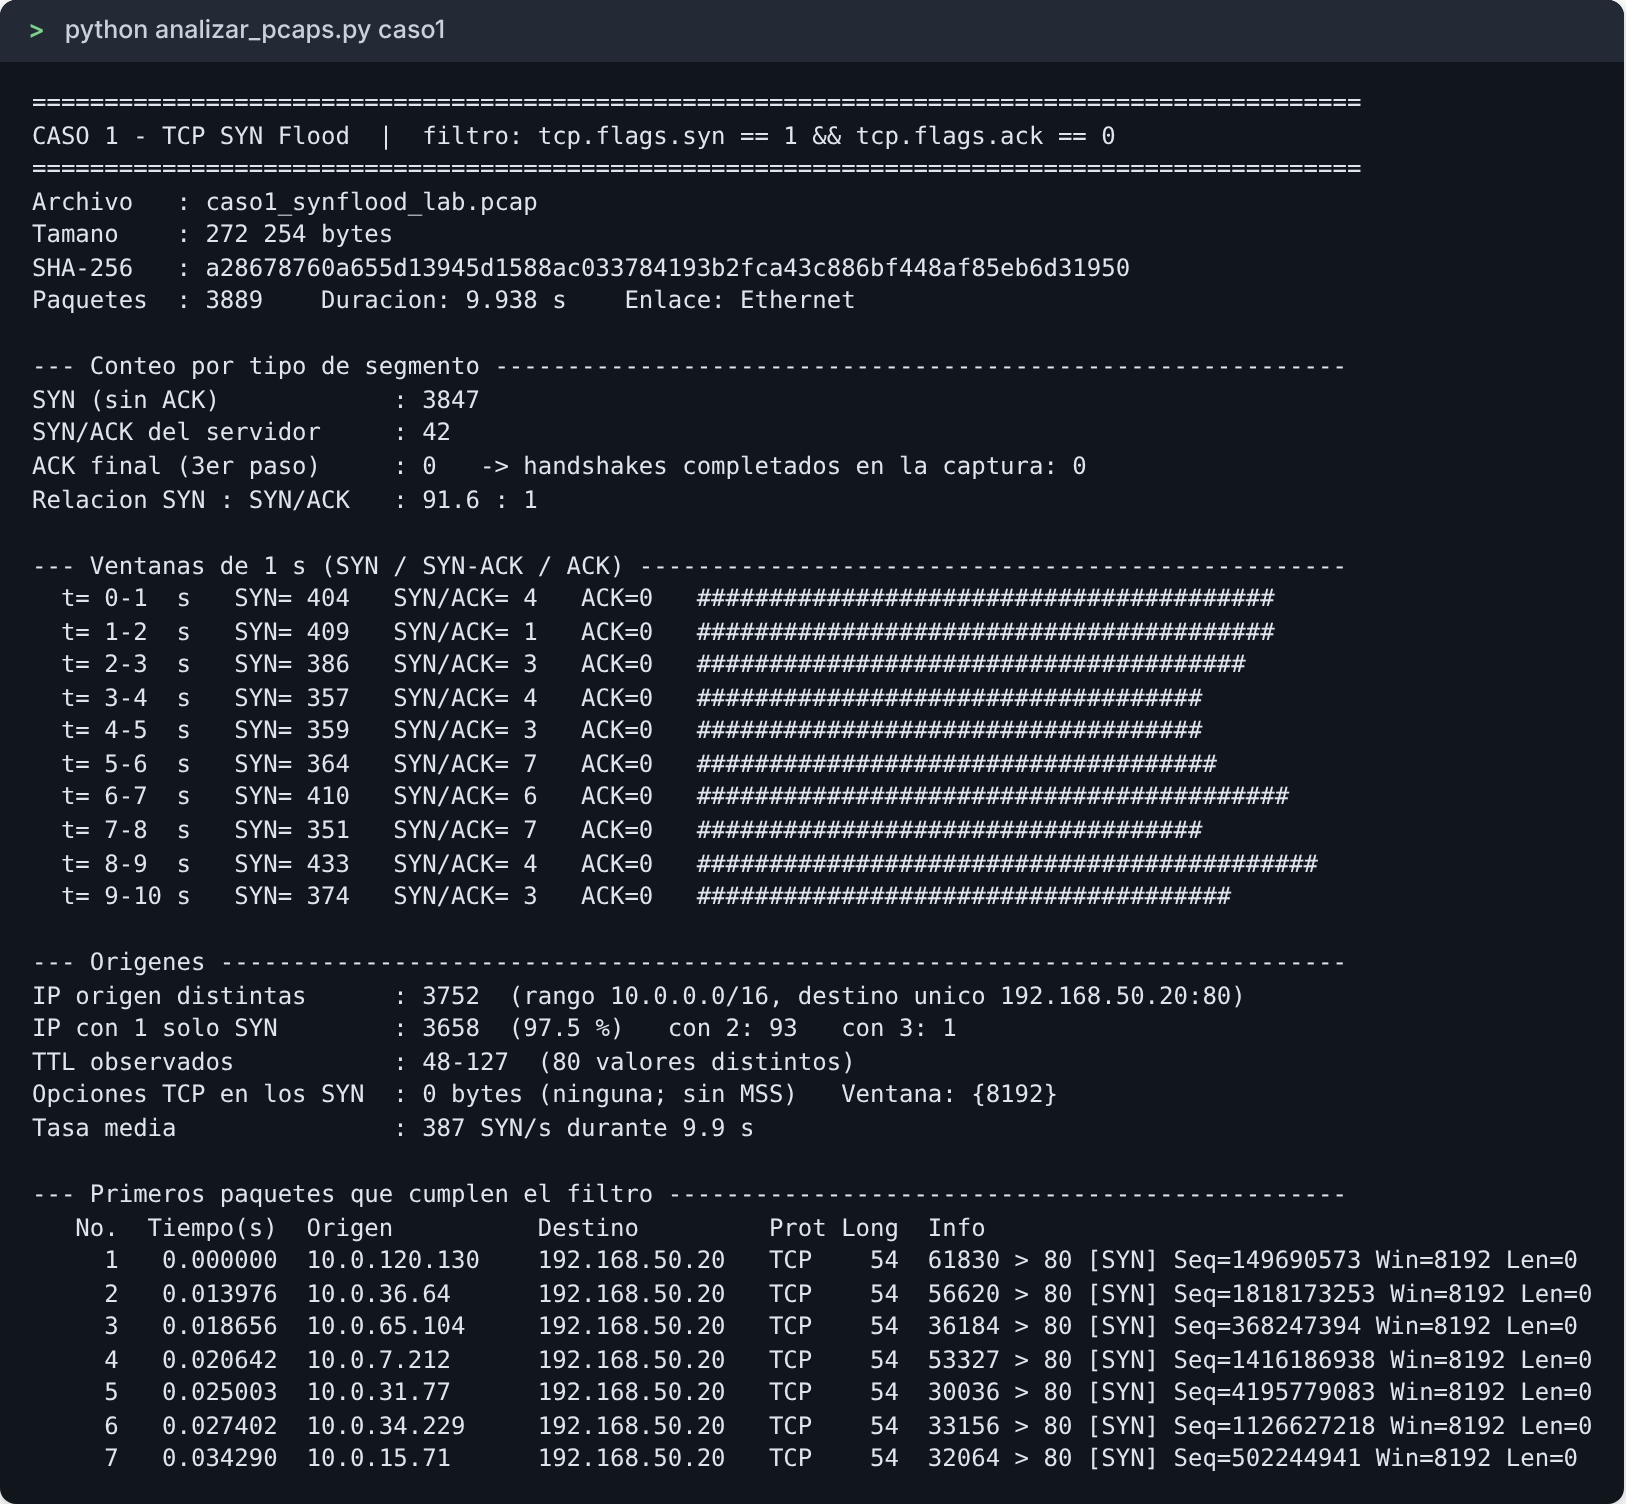 > python analizar_pcaps.py caso1
============================================================================================
CASO 1 - TCP SYN Flood  |  filtro: tcp.flags.syn == 1 && tcp.flags.ack == 0
============================================================================================
Archivo   : caso1_synflood_lab.pcap
Tamano    : 272 254 bytes
SHA-256   : a28678760a655d13945d1588ac033784193b2fca43c886bf448af85eb6d31950
Paquetes  : 3889    Duracion: 9.938 s    Enlace: Ethernet
--- Conteo por tipo de segmento -----------------------------------------------------------
SYN (sin ACK)            : 3847
SYN/ACK del servidor     : 42
ACK final (3er paso)     : 0   -> handshakes completados en la captura: 0
Relacion SYN : SYN/ACK   : 91.6 : 1
--- Ventanas de 1 s (SYN / SYN-ACK / ACK) -------------------------------------------------
  t= 0-1  s   SYN= 404   SYN/ACK= 4   ACK=0   ########################################
  t= 1-2  s   SYN= 409   SYN/ACK= 1   ACK=0   ########################################
  t= 2-3  s   SYN= 386   SYN/ACK= 3   ACK=0   ######################################
  t= 3-4  s   SYN= 357   SYN/ACK= 4   ACK=0   ###################################
  t= 4-5  s   SYN= 359   SYN/ACK= 3   ACK=0   ###################################
  t= 5-6  s   SYN= 364   SYN/ACK= 7   ACK=0   ####################################
  t= 6-7  s   SYN= 410   SYN/ACK= 6   ACK=0   #########################################
  t= 7-8  s   SYN= 351   SYN/ACK= 7   ACK=0   ###################################
  t= 8-9  s   SYN= 433   SYN/ACK= 4   ACK=0   ###########################################
  t= 9-10 s   SYN= 374   SYN/ACK= 3   ACK=0   #####################################
--- Origenes ------------------------------------------------------------------------------
IP origen distintas      : 3752  (rango 10.0.0.0/16, destino unico 192.168.50.20:80)
IP con 1 solo SYN        : 3658  (97.5 %)   con 2: 93   con 3: 1
TTL observados           : 48-127  (80 valores distintos)
Opciones TCP en los SYN  : 0 bytes (ninguna; sin MSS)   Ventana: {8192}
Tasa media               : 387 SYN/s durante 9.9 s
--- Primeros paquetes que cumplen el filtro -----------------------------------------------
   No.  Tiempo(s)  Origen          Destino         Prot Long  Info
     1   0.000000  10.0.120.130    192.168.50.20   TCP    54  61830 > 80 [SYN] Seq=149690573 Win=8192 Len=0
     2   0.013976  10.0.36.64      192.168.50.20   TCP    54  56620 > 80 [SYN] Seq=1818173253 Win=8192 Len=0
     3   0.018656  10.0.65.104     192.168.50.20   TCP    54  36184 > 80 [SYN] Seq=368247394 Win=8192 Len=0
     4   0.020642  10.0.7.212      192.168.50.20   TCP    54  53327 > 80 [SYN] Seq=1416186938 Win=8192 Len=0
     5   0.025003  10.0.31.77      192.168.50.20   TCP    54  30036 > 80 [SYN] Seq=4195779083 Win=8192 Len=0
     6   0.027402  10.0.34.229     192.168.50.20   TCP    54  33156 > 80 [SYN] Seq=1126627218 Win=8192 Len=0
     7   0.034290  10.0.15.71      192.168.50.20   TCP    54  32064 > 80 [SYN] Seq=502244941 Win=8192 Len=0